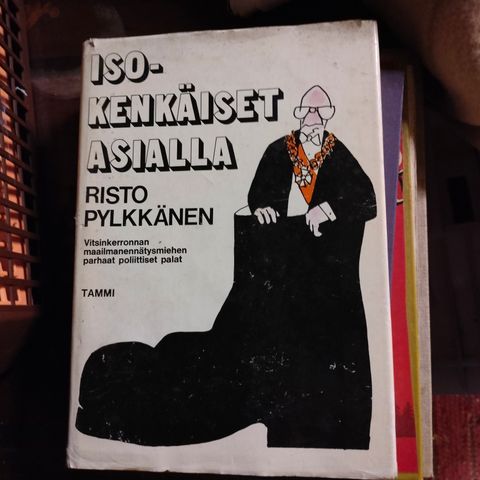 ISO-
KENKÄISET
ASIALLA
RISTO
PYLKKÄNEN
Vitsinkerronnan
maailmanennätysmiehen
parhaat poliittiset palat
TAMMI